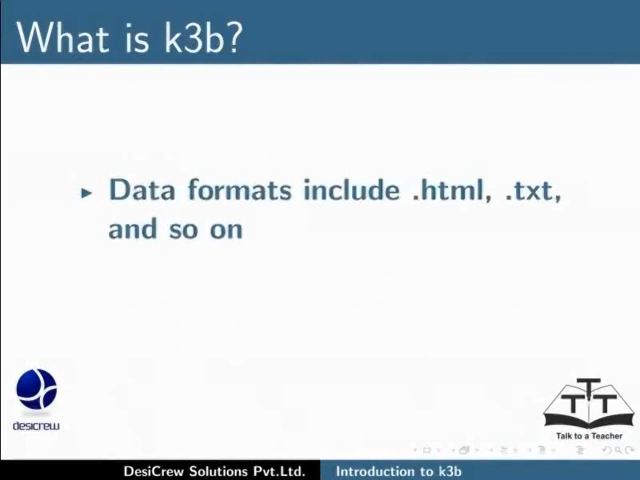 What is k3b?
▸ Data formats include .html, .txt,
and so on
desicrew
TTT
Talk to a Teacher
DesiCrew Solutions Pvt.Ltd. Introduction to k3b